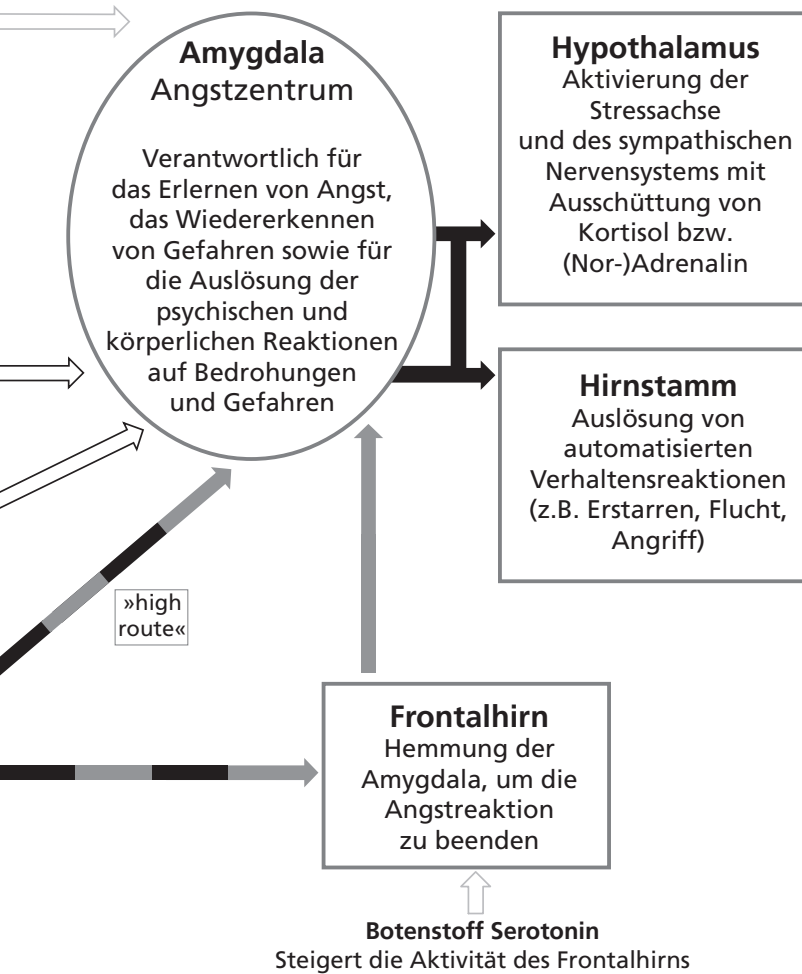 Amygdala
Angstzentrum
Verantwortlich für
das Erlernen von Angst,
das Wiedererkennen
von Gefahren sowie für
die Auslösung der
psychischen und
körperlichen Reaktionen
auf Bedrohungen
und Gefahren
Hypothalamus
Aktivierung der
Stressachse
und des sympathischen
Nervensystems mit
Ausschüttung von
Kortisol bzw.
(Nor-)Adrenalin
Hirnstamm
Auslösung von
automatisierten
Verhaltensreaktionen
(z.B. Erstarren, Flucht,
Angriff)
»high
route«
Frontalhirn
Hemmung der
Amygdala, um die
Angstreaktion
zu beenden
Botenstoff Serotonin
Steigert die Aktivität des Frontalhirns